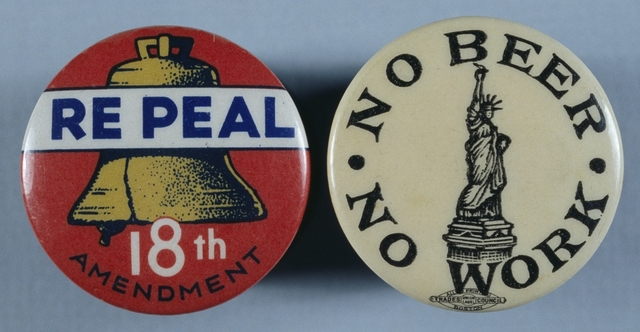 RE PEAL
18th
AMENDMENT
NO BEER
NO WORK
TRADES COUNCIL
BOSTON